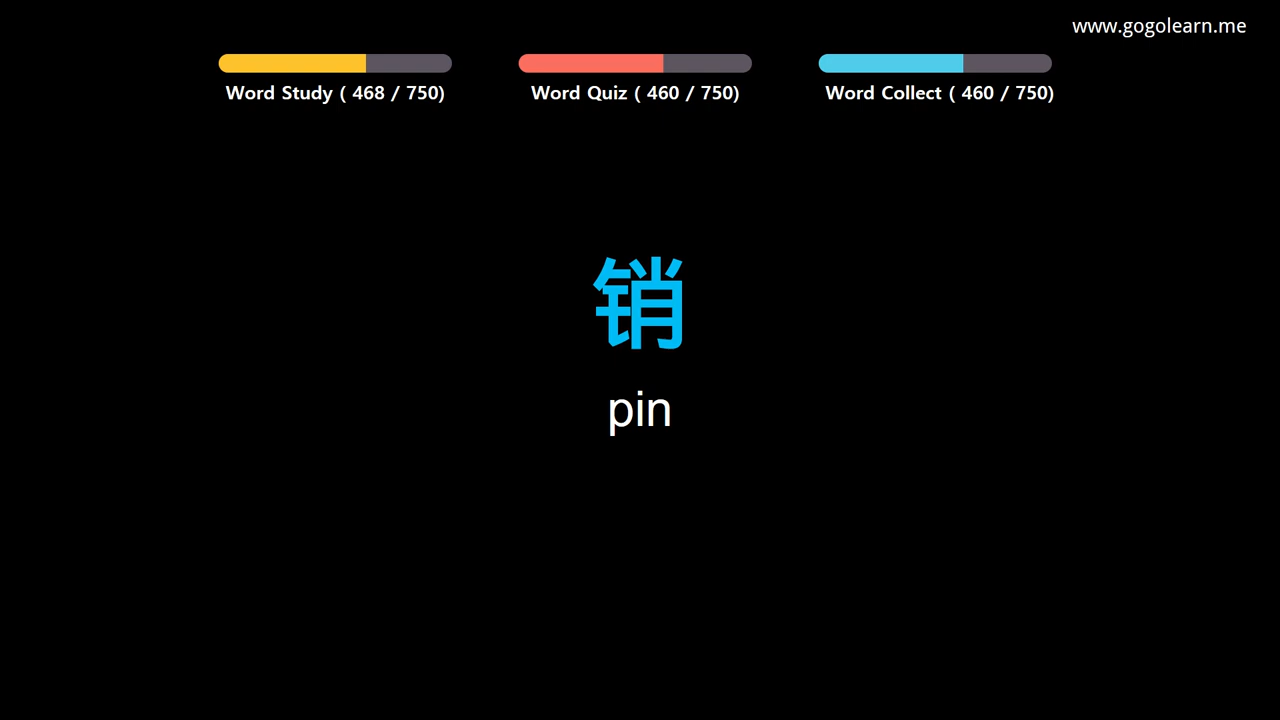 www.gogolearn.me
Word Study ( 468 / 750)
Word Quiz ( 460 / 750)
Word Collect ( 460 / 750)
销
pin